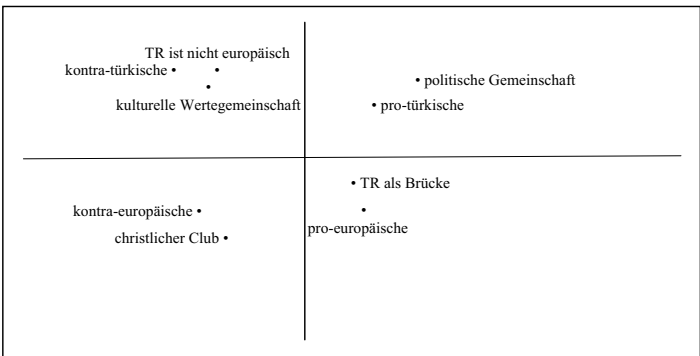 TR ist nicht europäisch
kontra-türkische
kulturelle Wertegemeinschaft
politische Gemeinschaft
pro-türkische
TR als Brücke
kontra-europäische
pro-europäische
christlicher Club